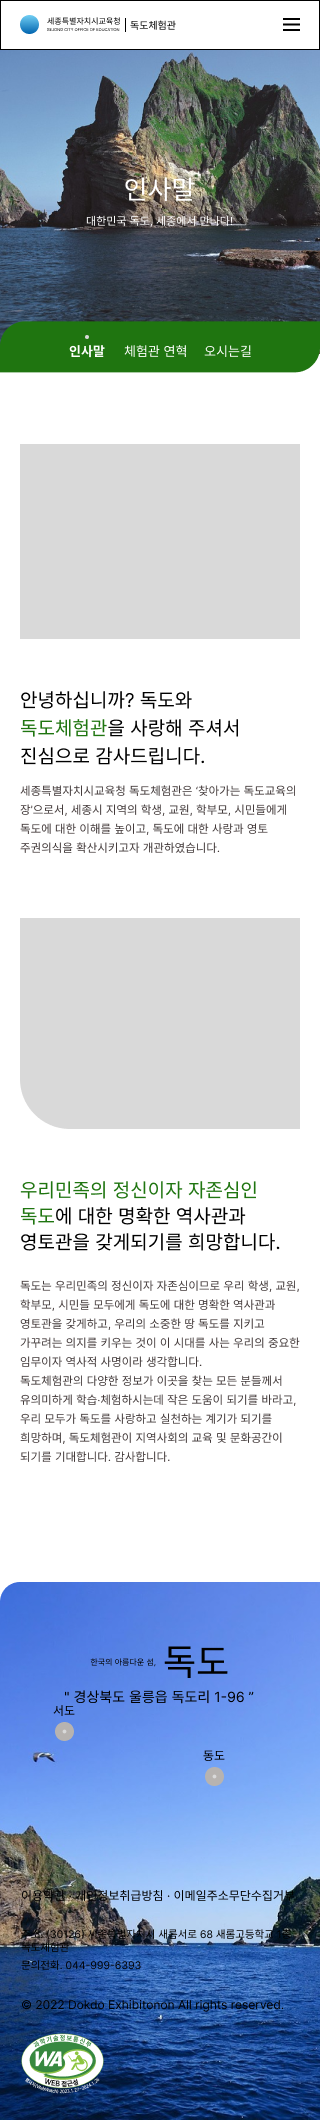 세종특별자치시교육청
SEJONG CITY OFFICE OF EDUCATION
독도체험관
인사말
대한민국 독도, 세종에서 만나다!
인사말 체험관 연혁 오시는길
안녕하십니까? 독도와
독도체험관을 사랑해 주셔서
진심으로 감사드립니다.
세종특별자치시교육청 독도체험관은 ‘찾아가는 독도교육의
장’으로서, 세종시 지역의 학생, 교원, 학부모, 시민들에게
독도에 대한 이해를 높이고, 독도에 대한 사랑과 영토
주권의식을 확산시키고자 개관하였습니다.
우리민족의 정신이자 자존심인
독도에 대한 명확한 역사관과
영토관을 갖게되기를 희망합니다.
독도는 우리민족의 정신이자 자존심이므로 우리 학생, 교원,
학부모, 시민들 모두에게 독도에 대한 명확한 역사관과
영토관을 갖게하고, 우리의 소중한 땅 독도를 지키고
가꾸려는 의지를 키우는 것이 이 시대를 사는 우리의 중요한
임무이자 역사적 사명이라 생각합니다.
독도체험관의 다양한 정보가 이곳을 찾는 모든 분들께서
유의미하게 학습·체험하시는데 작은 도움이 되기를 바라고,
우리 모두가 독도를 사랑하고 실천하는 계기가 되기를
희망하며, 독도체험관이 지역사회의 교육 및 문화공간이
되기를 기대합니다. 감사합니다.
한국의 아름다운 섬, 독도
" 경상북도 울릉읍 독도리 1-96 ”
서도
동도
이용약관 · 개인정보취급방침 · 이메일주소무단수집거부
(30126) 새롬서로 68 새롬고등학교
문의전화. 044-999-6393
© 2022 Dokdo Exhibitonon All rights reserved.
과학기술정보통신부
WA
WEB 접근성